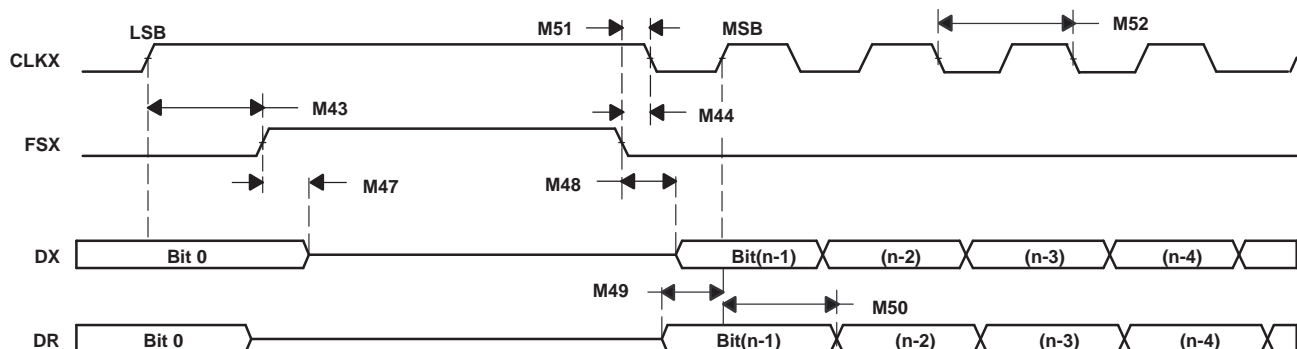 LSB M51 MSB M52
CLKX
M43 M44
FSX
M47 M48
DX Bit 0 Bit(n-1) (n-2) (n-3) (n-4)
M49 M50
DR Bit 0 Bit(n-1) (n-2) (n-3) (n-4)